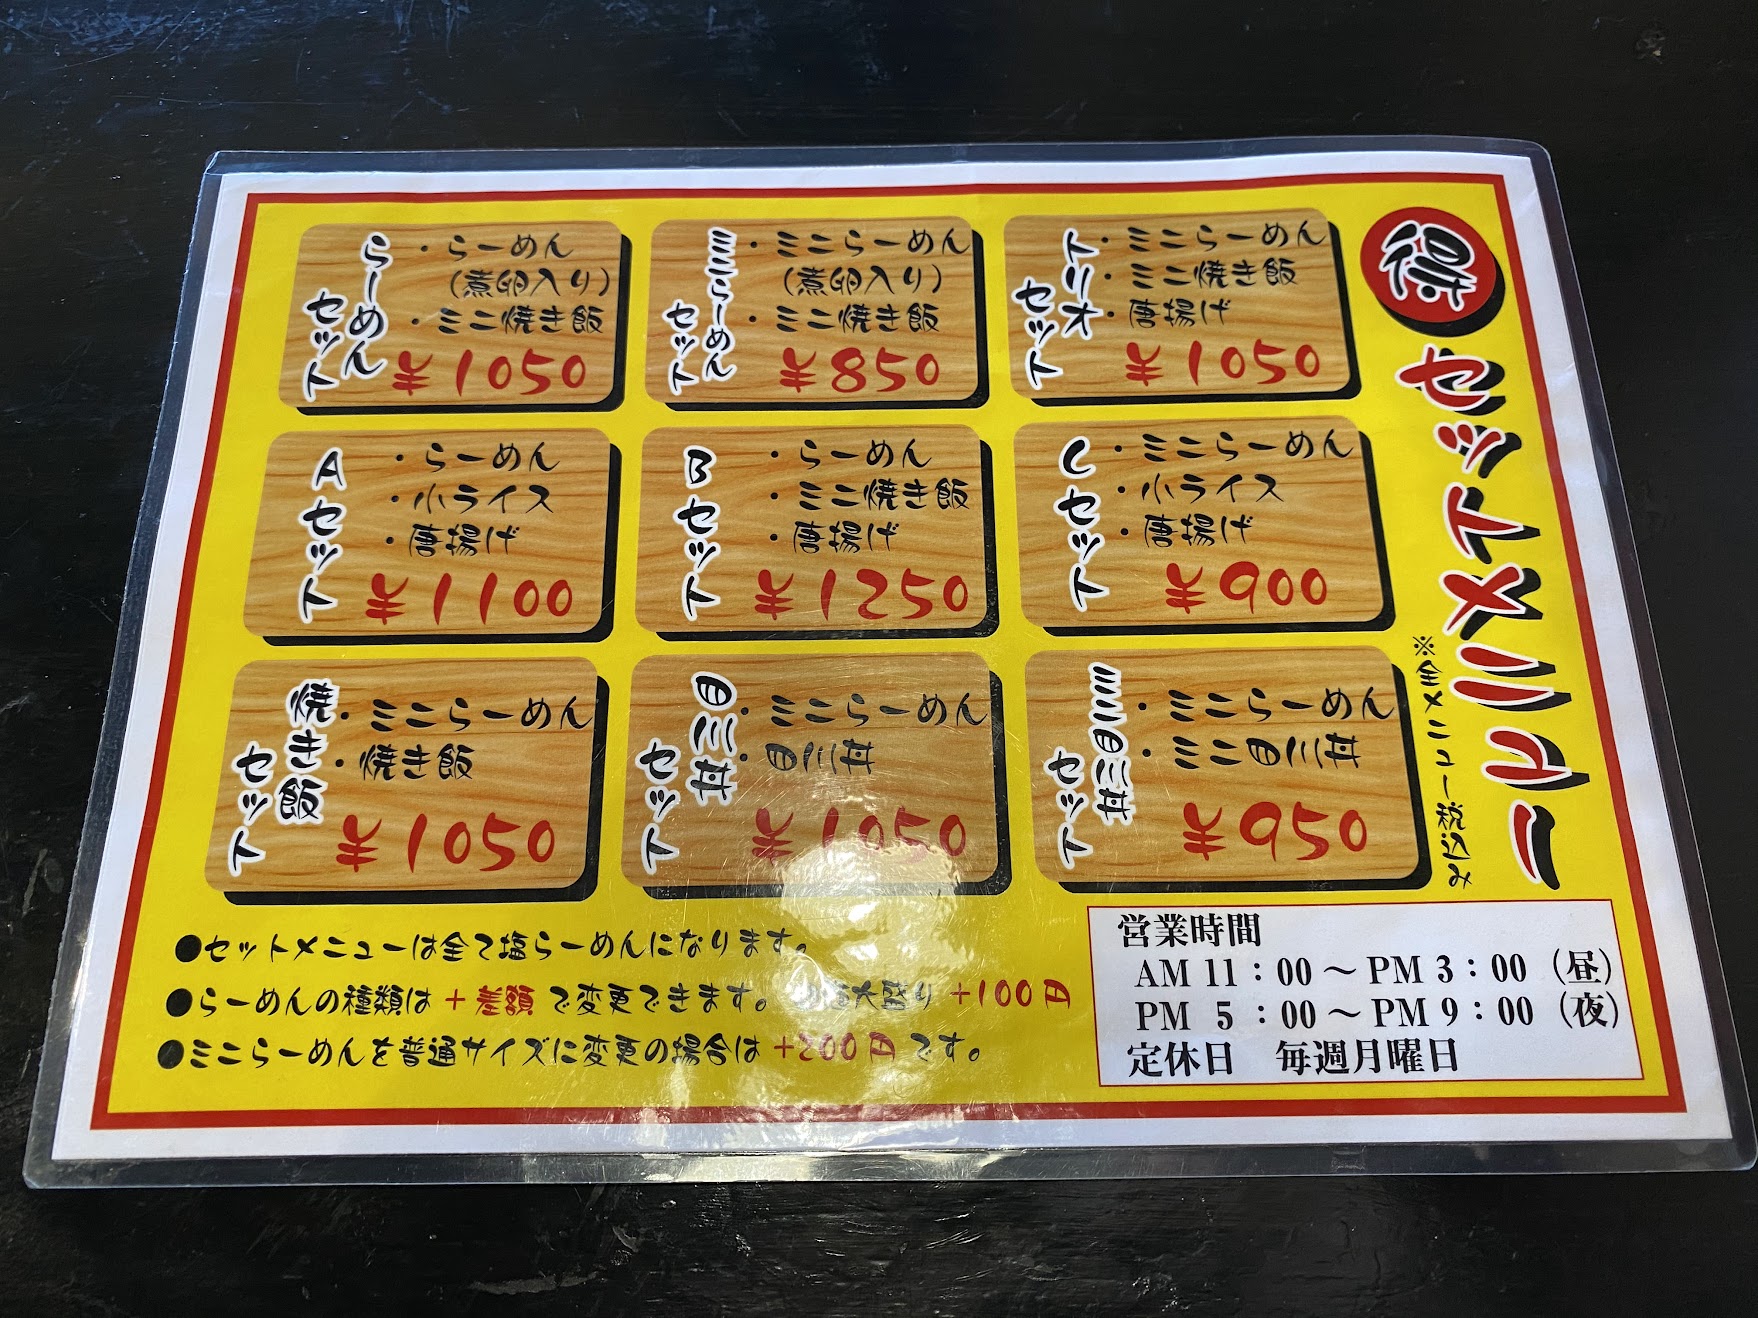 得セットメニュー
※全メニュー税込み
トリオセット
・ミニらーめん
・ミニ焼き飯
・唐揚げ
¥1050
ミニらーめんセット
・ミニらーめん
(煮卵入り)
・ミニ焼き飯
¥850
らーめんセット
・らーめん
(煮卵入り)
・ミニ焼き飯
¥1050
Cセット
・ミニらーめん
・小ライス
・唐揚げ
¥900
Bセット
・らーめん
・ミニ焼き飯
・唐揚げ
¥1250
Aセット
・らーめん
・小ライス
・唐揚げ
¥1100
ミニ目川丼セット
・ミニらーめん
・ミニ目川丼
¥950
目川丼セット
・ミニらーめん
・目川丼
¥1050
焼き飯セット
・ミニらーめん
・焼き飯
¥1050
●セットメニューは全て塩らーめんになります。
●らーめんの種類は+差額で変更できます。 大盛り+100円
●ミニらーめんを普通サイズに変更の場合は+200円です。
営業時間
AM 11:00～PM 3:00 (昼)
PM 5:00～PM 9:00 (夜)
定休日 毎週月曜日